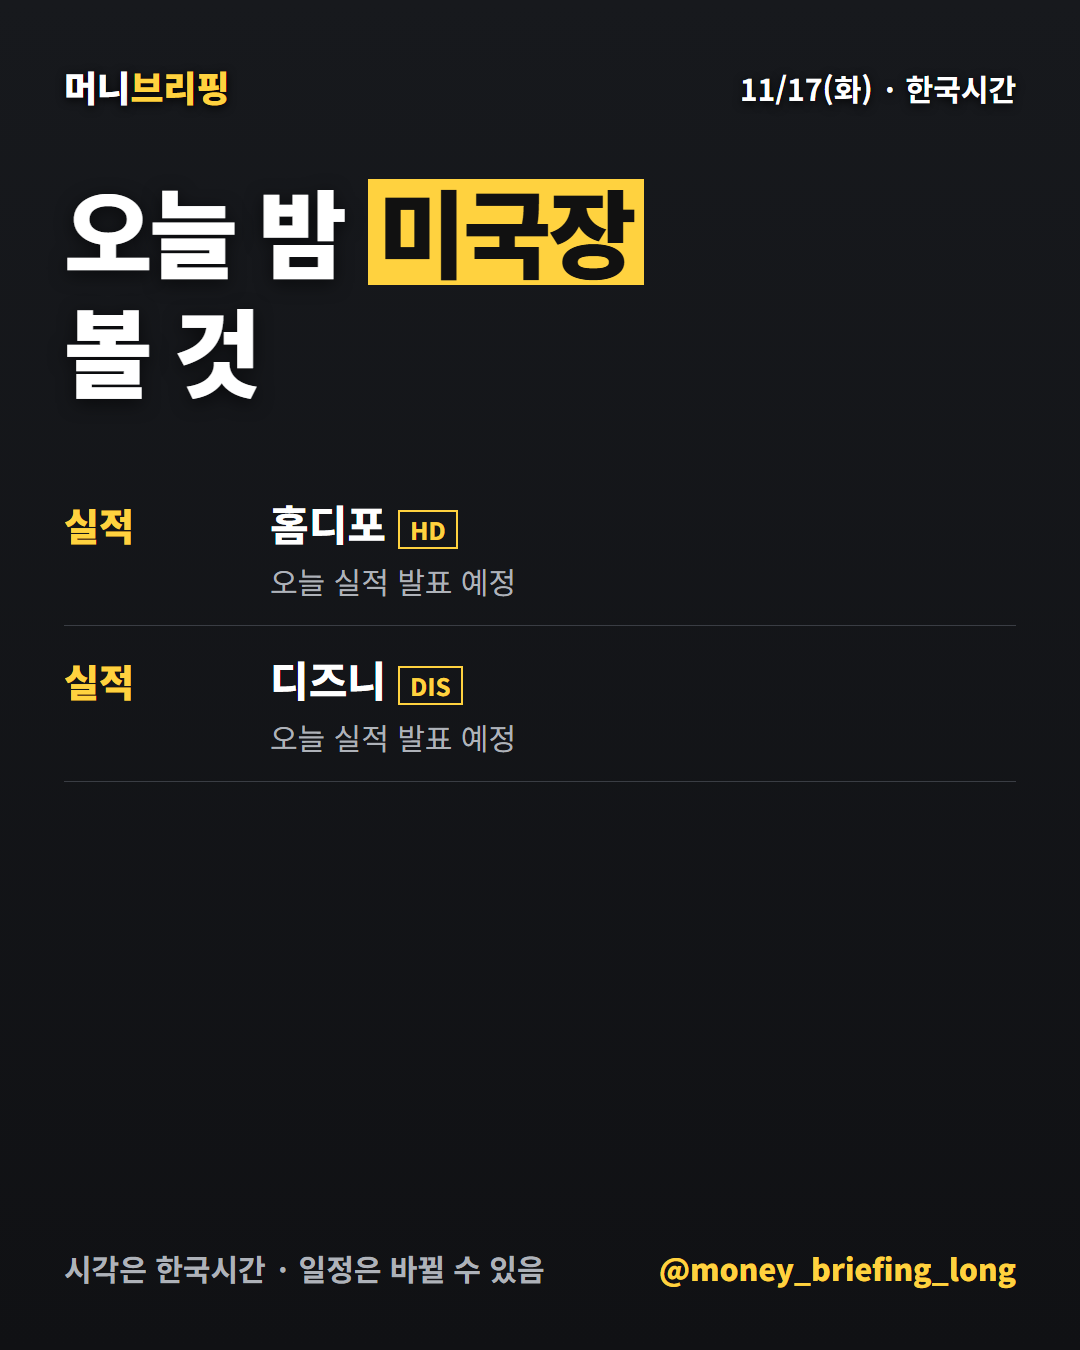 머니브리핑
11/17(화) · 한국시간
오늘 밤 미국장
볼 것
실적 홈디포 HD
오늘 실적 발표 예정
실적 디즈니 DIS
오늘 실적 발표 예정
시각은 한국시간 · 일정은 바뀔 수 있음
@money_briefing_long